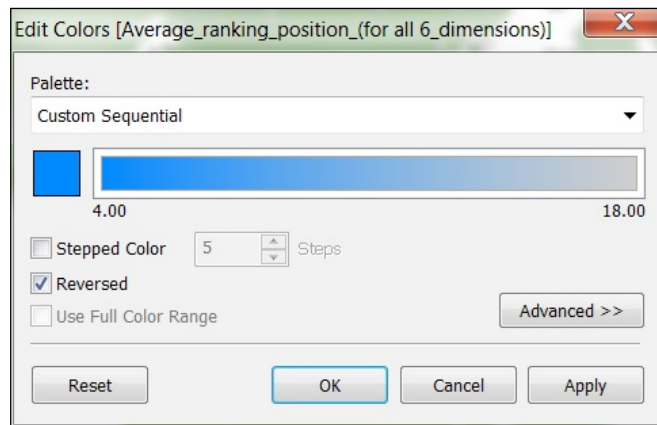 Edit Colors [Average_ranking_position_(for all 6_dimensions)]
Palette:
Custom Sequential
4.00 18.00
Stepped Color 5 Steps
Reversed
Use Full Color Range
Advanced >>
Reset OK Cancel Apply